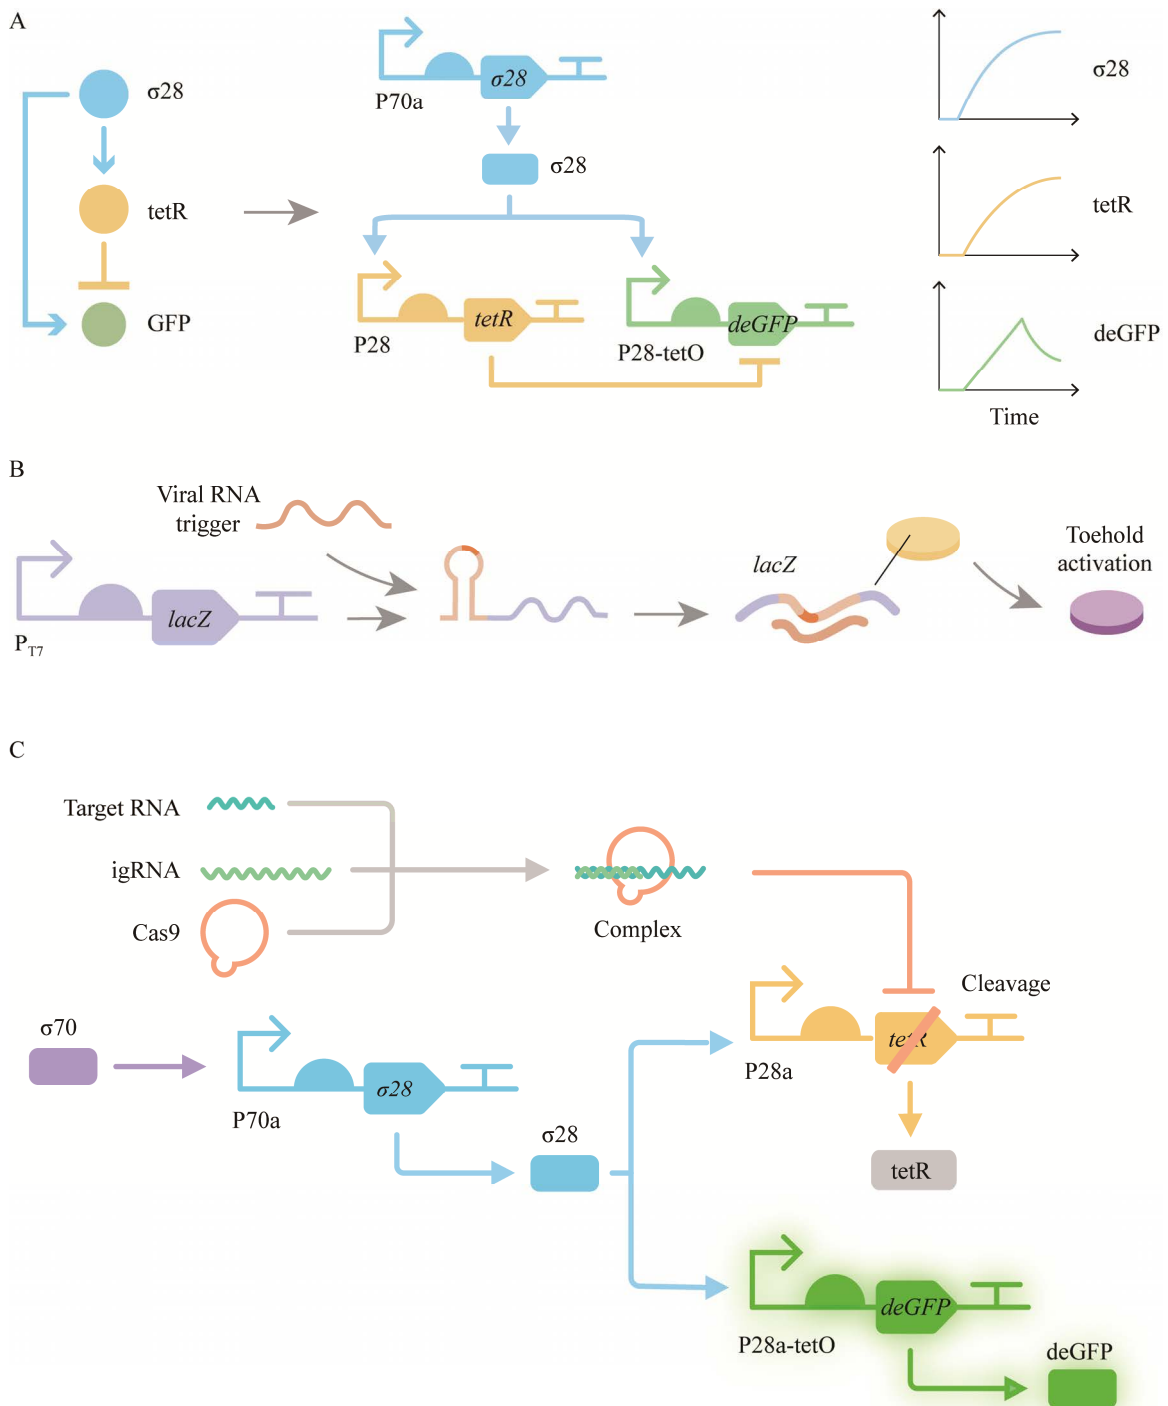 A
σ28
tetR
GFP
P70a
σ28
σ28
P28
tetR
P28-tetO
deGFP
σ28
tetR
deGFP
Time
B
Viral RNA
trigger
PT7
lacZ
lacZ
Toehold
activation
C
Target RNA
igRNA
Cas9
Complex
Cleavage
σ70
P70a
σ28
σ28
P28a
tetR
tetR
P28a-tetO
deGFP
deGFP